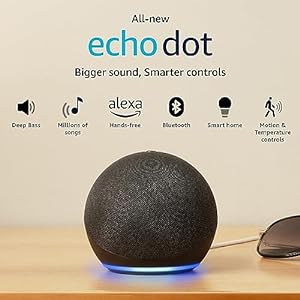 All-new
echo dot
Bigger sound, Smarter controls
Deep Bass
Millions of
songs
alexa
Hands-free
Bluetooth
Smart home
Motion &
Temperature
controls